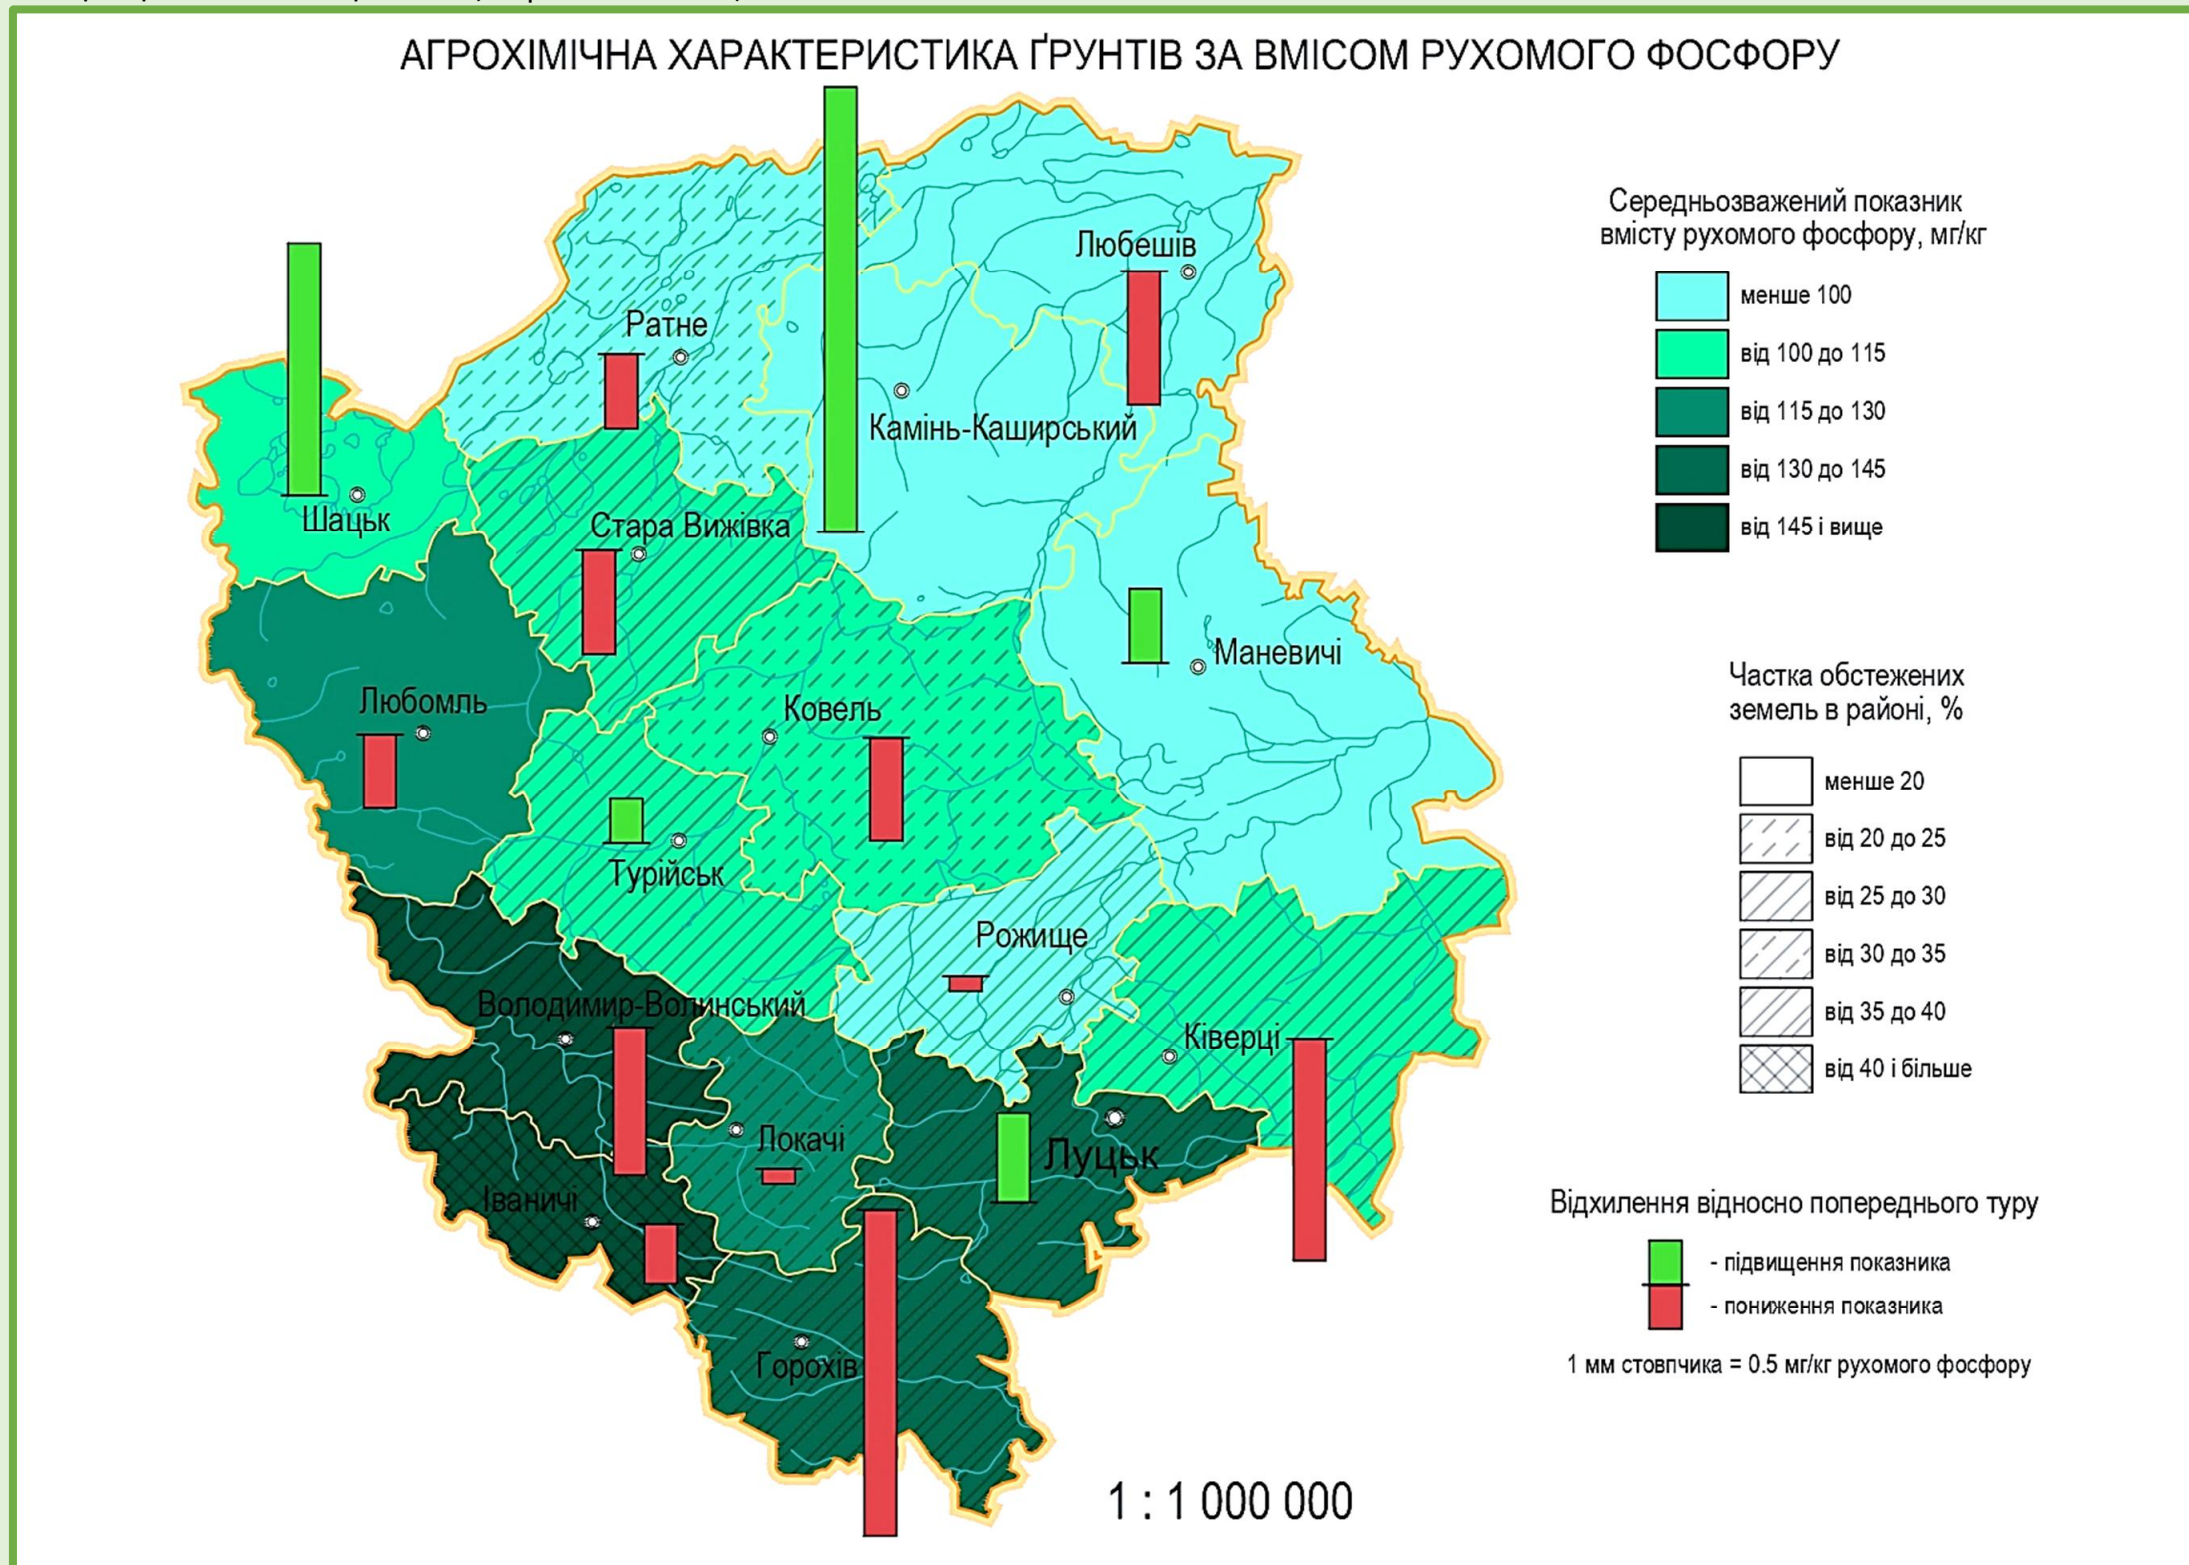 АГРОХІМІЧНА ХАРАКТЕРИСТИКА ҐРУНТІВ ЗА ВМІСОМ РУХОМОГО ФОСФОРУ
Любешів
Ратне
Камінь-Каширський
Шацьк
Стара Вижівка
Маневичі
Любомль
Ковель
Турійськ
Рожище
Володимир-Волинський
Ківерці
Локачі
Луцьк
Іваничі
Горохів
1 : 1 000 000
Середньозважений показник
вмісту рухомого фосфору, мг/кг
менше 100
від 100 до 115
від 115 до 130
від 130 до 145
від 145 і вище
Частка обстежених
земель в районі, %
менше 20
від 20 до 25
від 25 до 30
від 30 до 35
від 35 до 40
від 40 і більше
Відхилення відносно попереднього туру
- підвищення показника
- пониження показника
1 мм стовпчика = 0.5 мг/кг рухомого фосфору